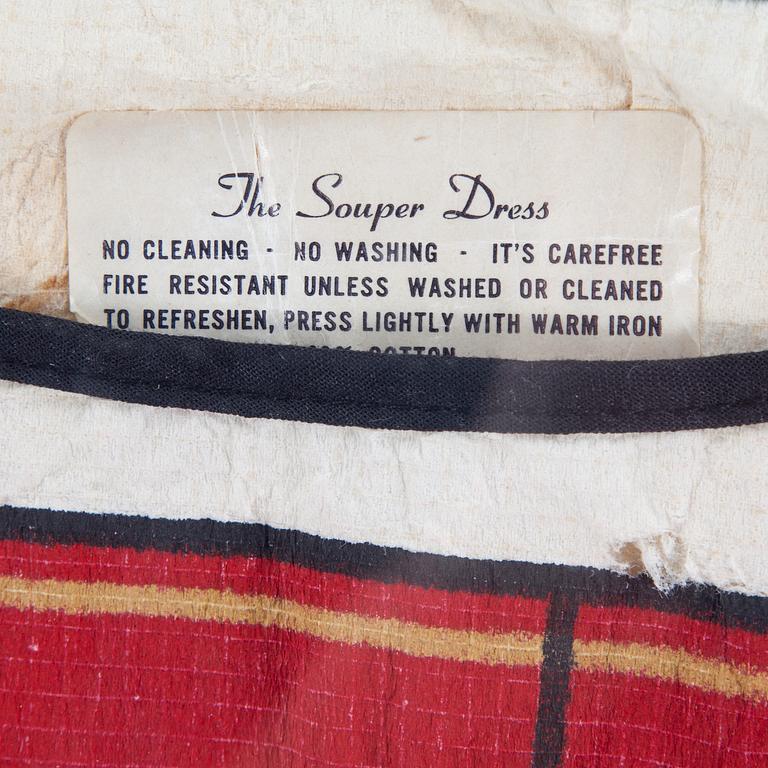 The Souper Dress
NO CLEANING - NO WASHING - IT'S CAREFREE
FIRE RESISTANT UNLESS WASHED OR CLEANED
TO REFRESHEN, PRESS LIGHTLY WITH WARM IRON
COTTON